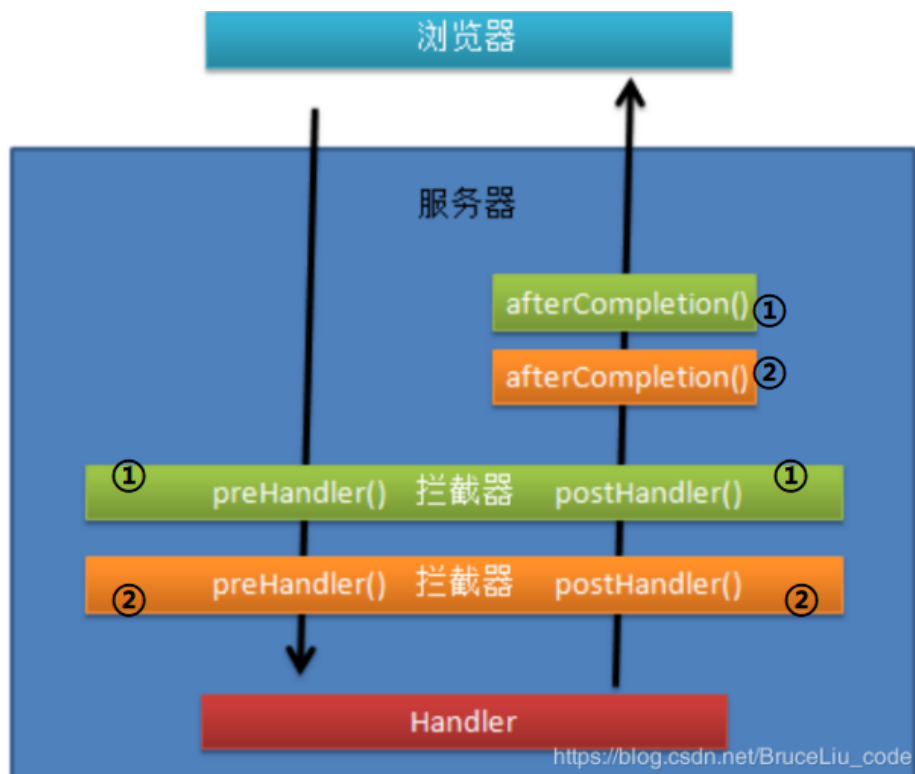 浏览器
服务器
afterCompletion() ①
afterCompletion() ②
① preHandler() 拦截器 postHandler() ①
② preHandler() 拦截器 postHandler() ②
Handler
https://blog.csdn.net/BruceLiu_code